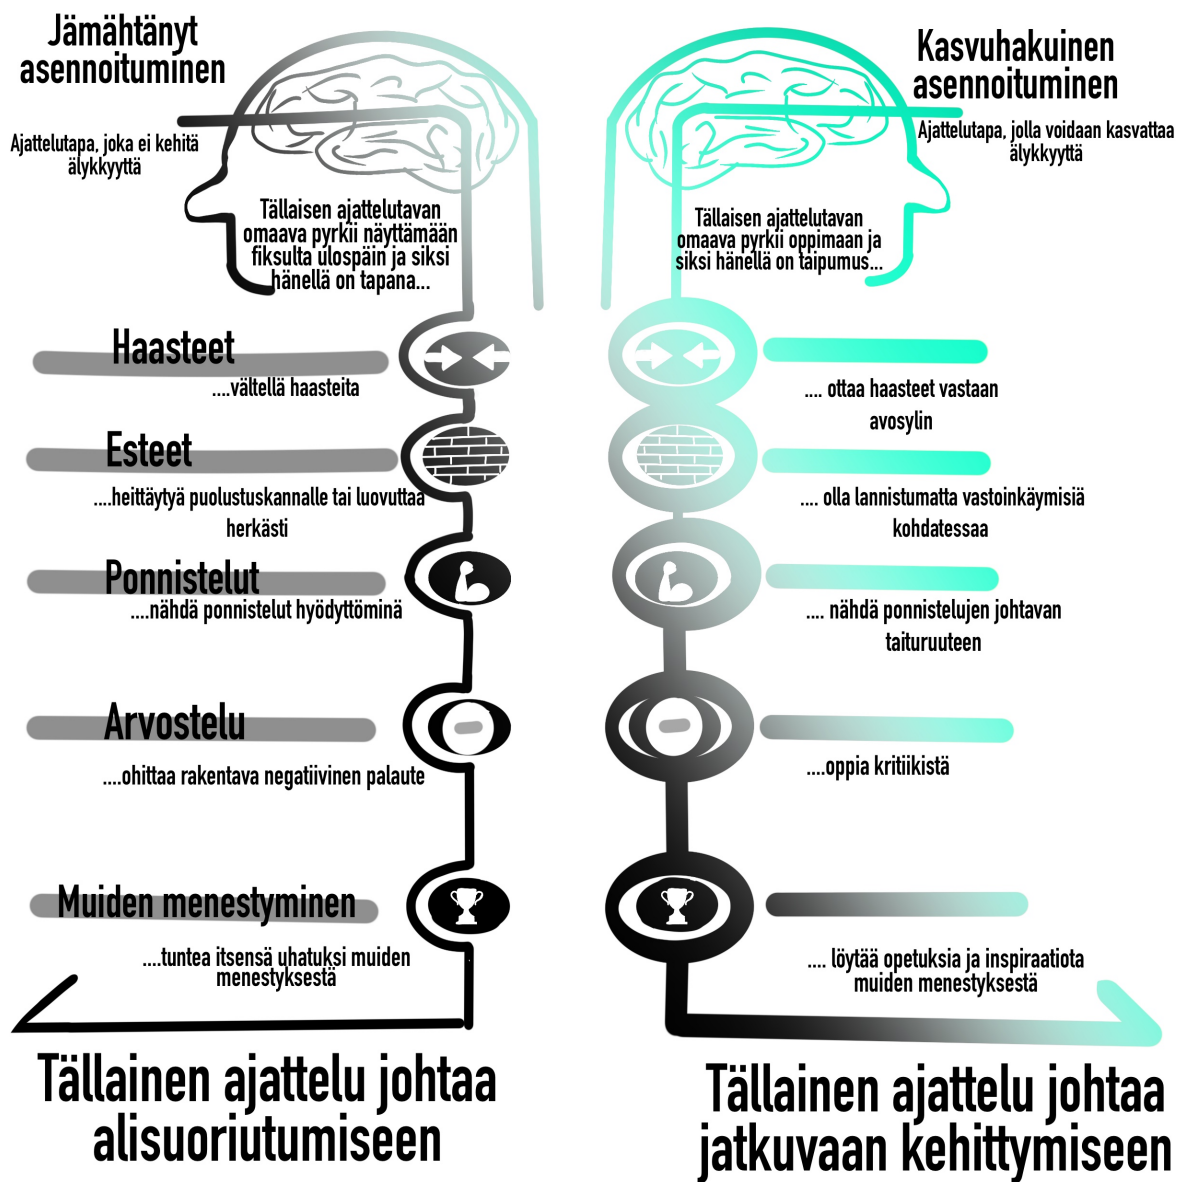 Jämähtänyt
asennoituminen
Ajattelutapa, joka ei kehitä
älykkyyttä
Tällaisen ajattelutavan
omaava pyrkii näyttämään
fiksulta ulospäin ja siksi
hänellä on tapana...
Haasteet
....vältellä haasteita
Esteet
....heittäytyä puolustuskannalle tai luovuttaa
herkästi
Ponnistelut
....nähdä ponnistelut hyödyttöminä
Arvostelu
....ohittaa rakentava negatiivinen palaute
Muiden menestyminen
....tuntea itsensä uhatuksi muiden
menestyksestä
Tällainen ajattelu johtaa
alisuoriutumiseen
Kasvuhakuinen
asennoituminen
Ajattelutapa, jolla voidaan kasvattaa
älykkyyttä
Tällaisen ajattelutavan
omaava pyrkii oppimaan ja
siksi hänellä on taipumus...
.... ottaa haasteet vastaan
avosylin
.... olla lannistumatta vastoinkäymisiä
kohdatessaa
.... nähdä ponnistelujen johtavan
taituruuteen
....oppia kritiikistä
.... löytää opetuksia ja inspiraatiota
muiden menestyksestä
Tällainen ajattelu johtaa
jatkuvaan kehittymiseen